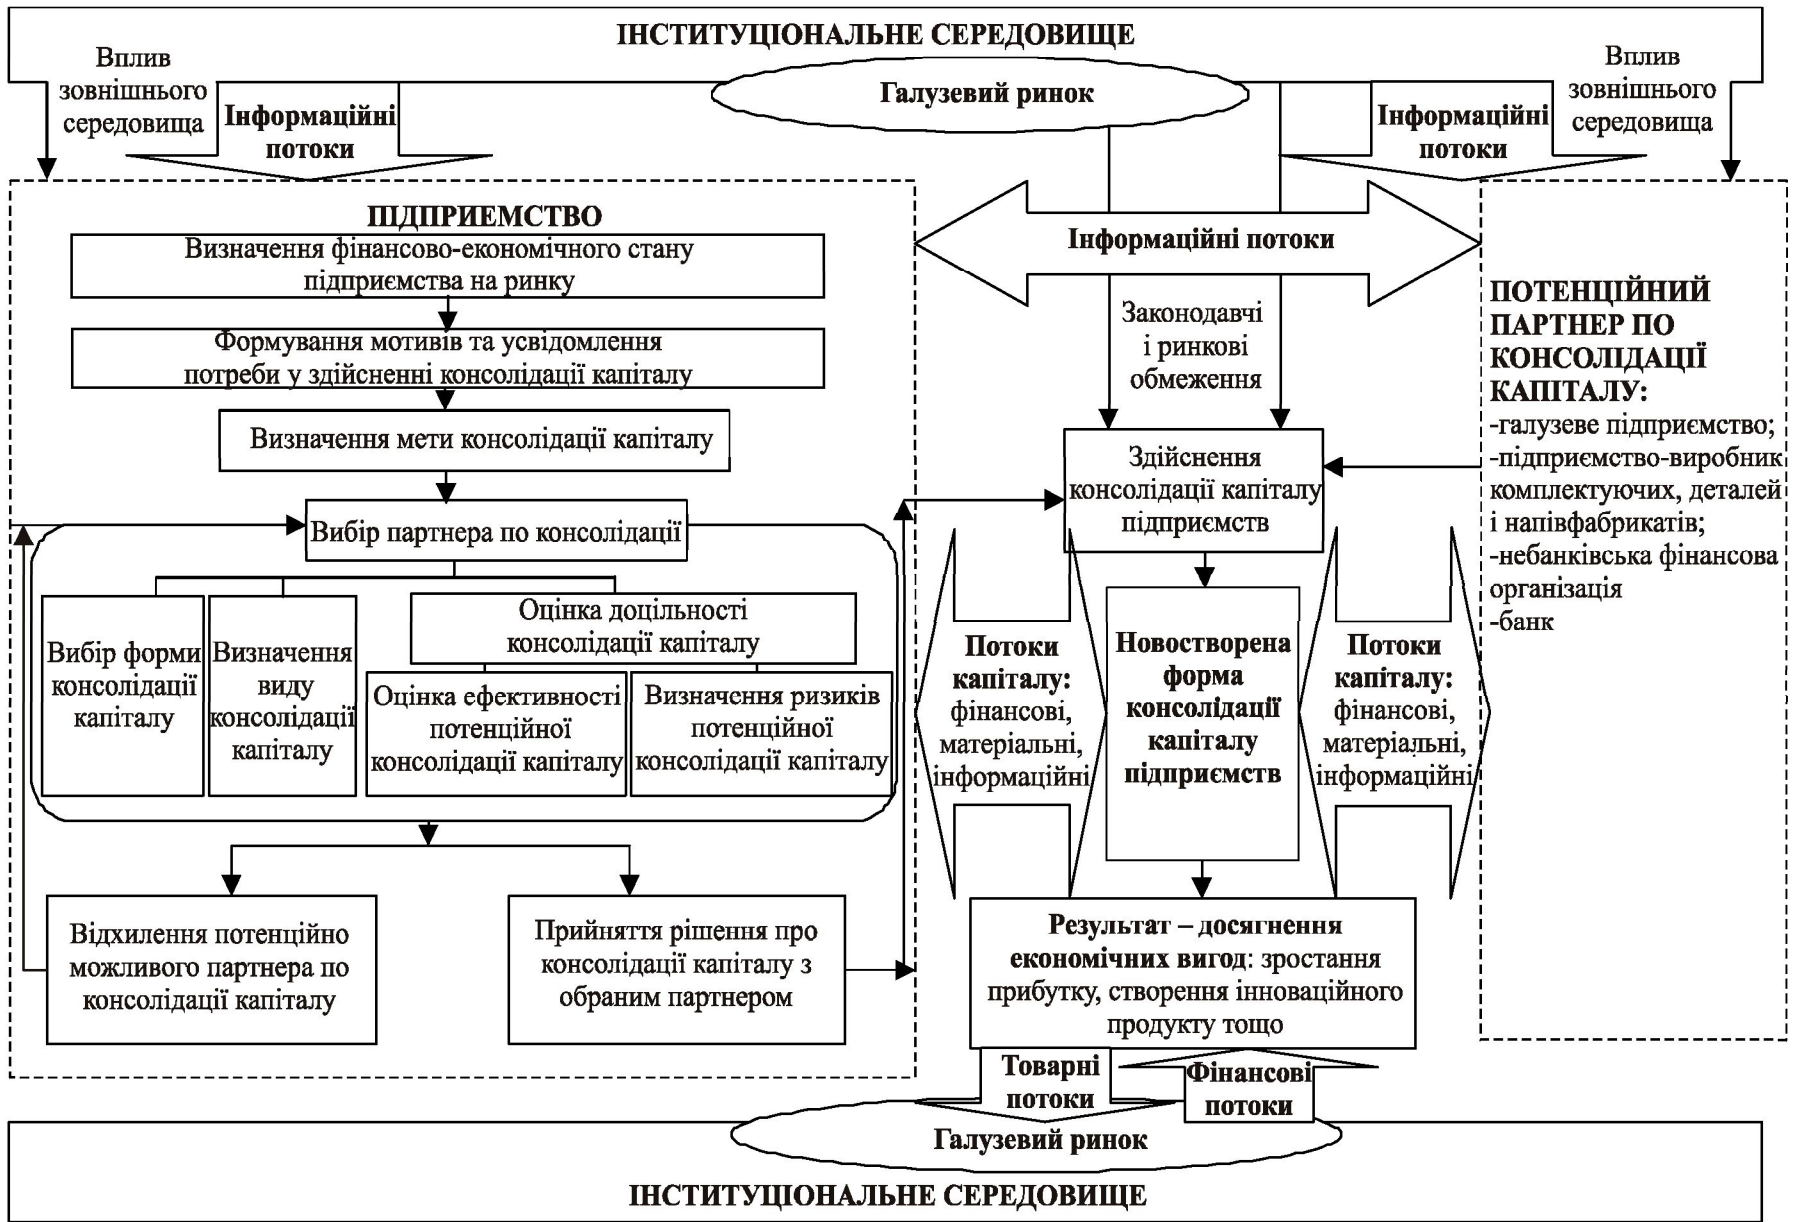 ІНСТИТУЦІОНАЛЬНЕ СЕРЕДОВИЩЕ
Вплив
зовнішнього
середовища
Інформаційні
потоки
Галузевий ринок
Інформаційні
потоки
Вплив
зовнішнього
середовища
ПІДПРИЕМСТВО
Визначення фінансово-економічного стану
підприємства на ринку
Формування мотивів та усвідомлення
потреби у здійсненні консолідації капіталу
Визначення мети консолідації капіталу
Вибір партнера по консолідації
Вибір форми
консолідації
капіталу
Визначення
виду
консолідації
капіталу
Оцінка доцільності
консолідації капіталу
Оцінка ефективності
потенційної
консолідації капіталу
Визначення ризиків
потенційної
консолідації капіталу
Відхилення потенційно
можливого партнера по
консолідації капіталу
Прийняття рішення про
консолідації капіталу з
обраним партнером
Інформаційні потоки
Законодавчі
і ринкові
обмеження
Здійснення
консолідації капіталу
підприємств
Потоки
капіталу:
фінансові,
матеріальні,
інформаційні
Новостворена
форма
консолідації
капіталу
підприємств
Потоки
капіталу:
фінансові,
матеріальні,
інформаційні
Результат – досягнення
економічних вигод: зростання
прибутку, створення інноваційного
продукту тощо
ПОТЕНЦІЙНИЙ
ПАРТНЕР ПО
КОНСОЛІДАЦІЇ
КАПІТАЛУ:
-галузеве підприємство;
-підприємство-виробник
комплектуючих, деталей
і напівфабрикатів;
-небанківська фінансова
організація
-банк
Товарні
потоки
Фінансові
потоки
Галузевий ринок
ІНСТИТУЦІОНАЛЬНЕ СЕРЕДОВИЩЕ